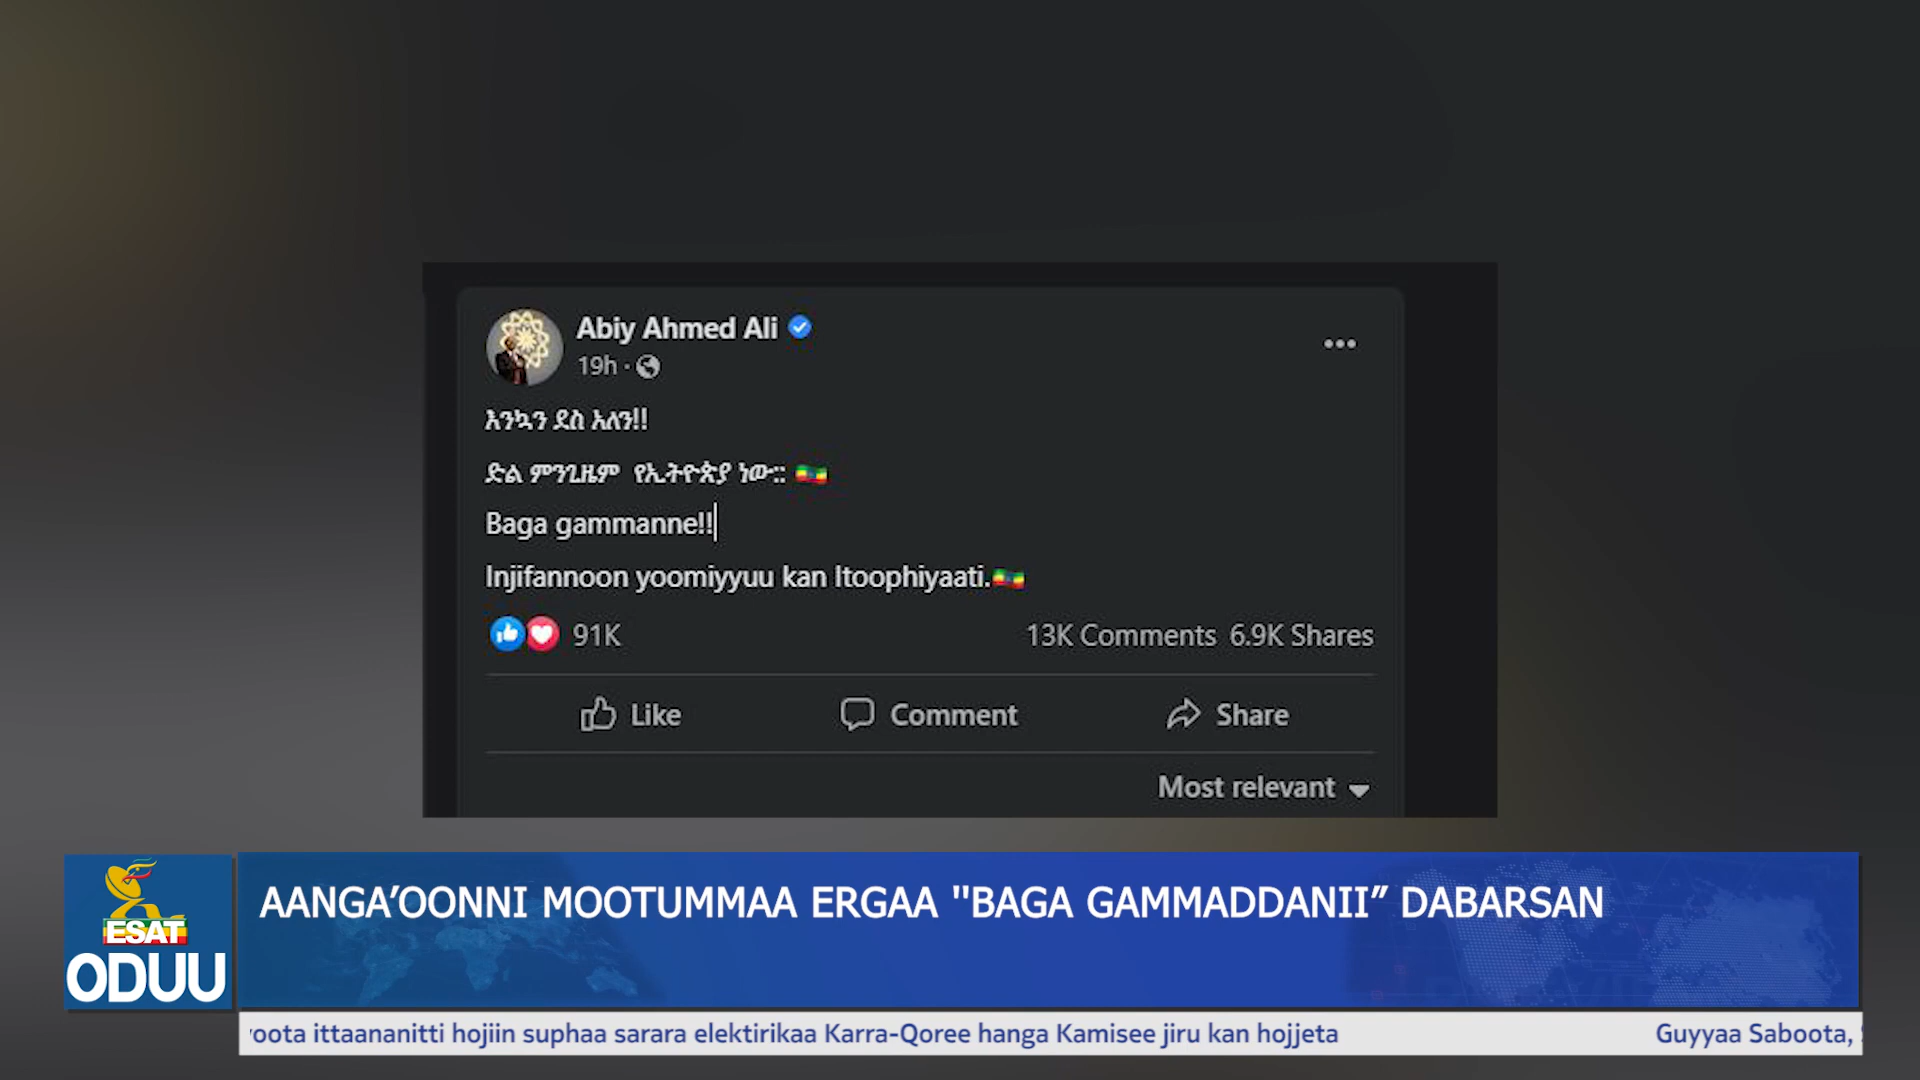 Abiy Ahmed Ali
19h ·
እንኳን ደስ አለን!!
ድል ምንጊዜም የኢትዮጵያ ነው::
Baga gammanne!!
Injifannoon yoomiyyuu kan Itoophiyaati.
91K 13K Comments 6.9K Shares
Like Comment Share
Most relevant
ESAT
ODUU
AANGA’OONNI MOOTUMMAA ERGAA "BAGA GAMMADDANII” DABARSAN
ittaananitti hojiin suphaa sarara elektirikaa Karra-Qoree hanga Kamisee jiru kan hojjeta Guyyaa Saboota,